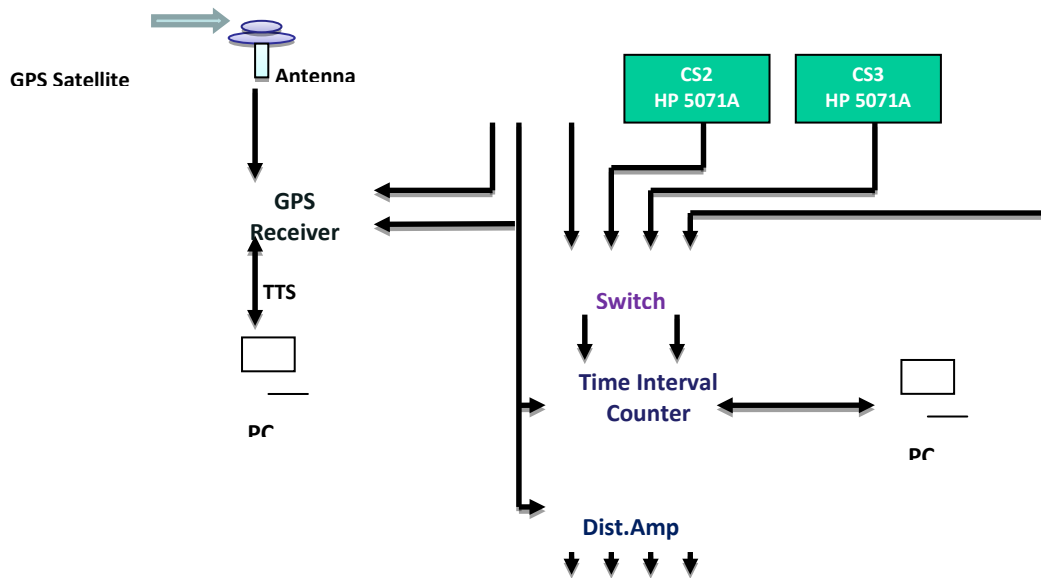 GPS Satellite
Antenna
CS2
HP 5071A
CS3
HP 5071A
GPS
Receiver
TTS
Switch
Time Interval
Counter
PC
PC
Dist.Amp